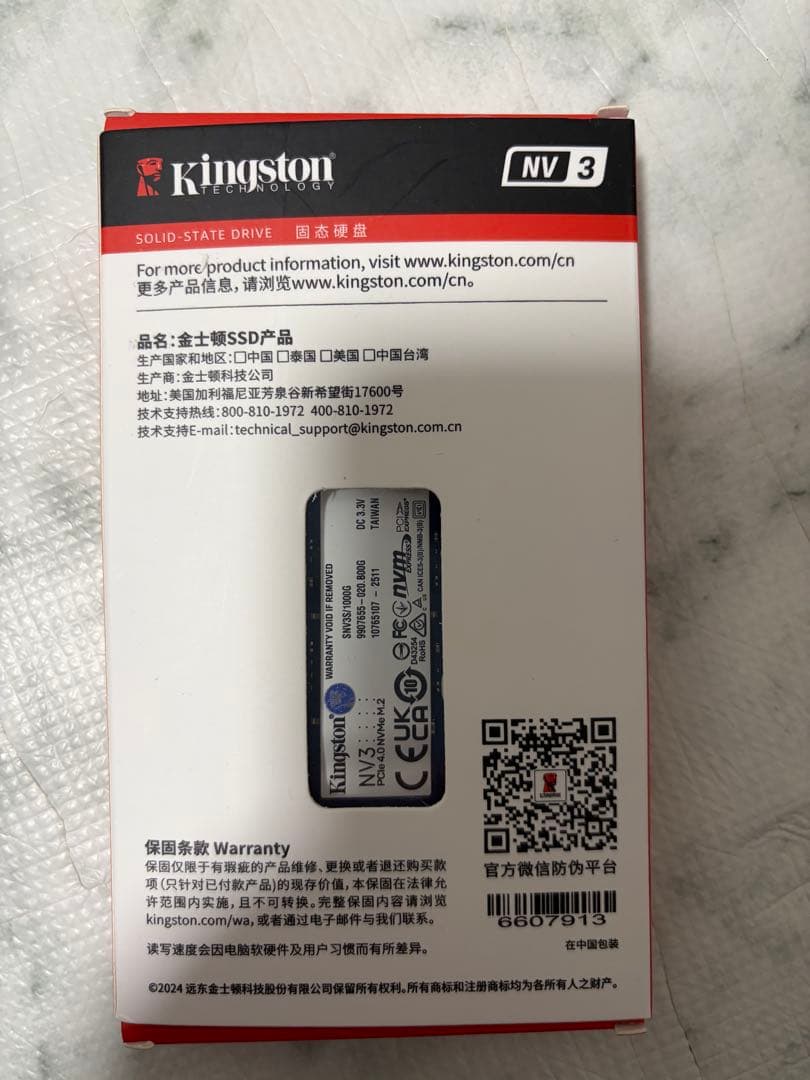 Kingston
TECHNOLOGY
NV 3
SOLID-STATE DRIVE 固态硬盘
For more product information, visit www.kingston.com/cn
更多产品信息，请浏览www.kingston.com/cn。
品名：金士顿SSD产品
生产国家和地区：□中国 □泰国 □美国 □中国台湾
生产商：金士顿科技公司
地址：美国加利福尼亚芳泉谷新希望街17600号
技术支持热线：800-810-1972 400-810-1972
技术支持E-mail：technical_support@kingston.com.cn
Kingston
WARRANTY VOID IF REMOVED
SNV3S/1000G
9907655-020.B00G
10765107 - 2511
DC 3.3V
TAIWAN
NV3
PCIe 4.0 NVMe M.2
CE UK CA
10
FC
D43254
RoHS
nvm
EXPRESS
PCI
EXPRESS
CAN ICES-3(B)/NMB-3(B)
保固条款 Warranty
保固仅限于有瑕疵的产品维修、更换或者退还购买款
项（只针对已付款产品）的现存价值，本保固在法律允
许范围内实施，且不可转换。完整保固内容请浏览
kingston.com/wa，或者通过电子邮件与我们联系。
读写速度会因电脑软硬件及用户习惯而有所差异。
官方微信防伪平台
6607913
在中国包装
©2024 远东金士顿科技股份有限公司保留所有权利。所有商标和注册商标均为各所有人之财产。